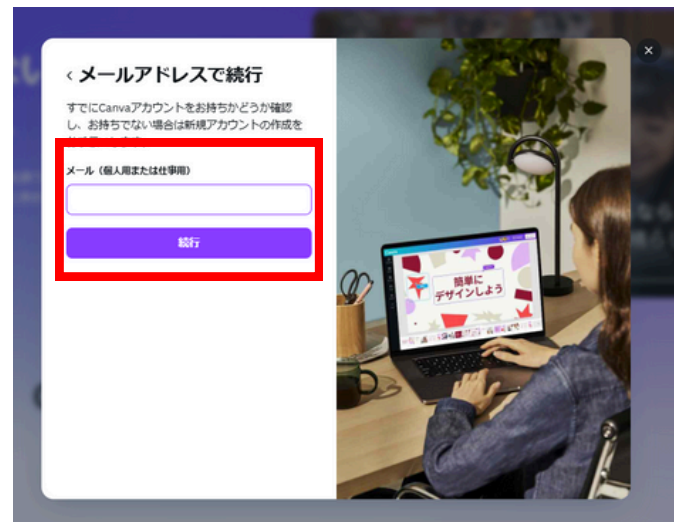 メールアドレスで続行
すでにCanvaアカウントをお持ちかどうか確認
し、お持ちでない場合は新規アカウントの作成を
メール（個人用または仕事用）
続行
簡単に
デザインしよう